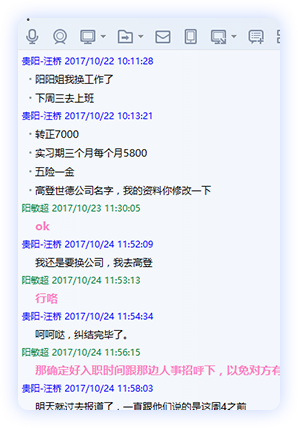 贵阳-汪桥 2017/10/22 10:11:28
• 阳阳姐我换工作了
• 下周三去上班
贵阳-汪桥 2017/10/22 10:13:21
• 转正7000
• 实习期三个月每个月5800
• 五险一金
• 高登世德公司名字，我的资料你修改一下
阳敏超 2017/10/23 11:30:05
ok
贵阳-汪桥 2017/10/24 11:52:09
我还是要换公司，我去高登
阳敏超 2017/10/24 11:53:13
行咯
贵阳-汪桥 2017/10/24 11:54:34
呵呵哒，纠结完毕了。
阳敏超 2017/10/24 11:56:15
那确定好入职时间跟那边人事招呼下，以免对方有
贵阳-汪桥 2017/10/24 11:58:03
明天就过去报道了，一直跟他们说的是这周4之前